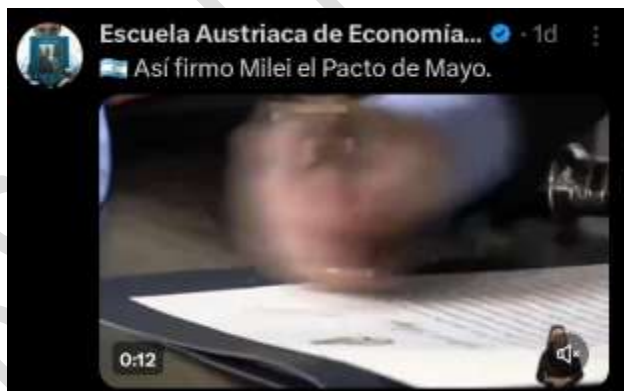 Escuela Austriaca de Economía... · 1d
🇦🇷 Así firmo Milei el Pacto de Mayo.
0:12